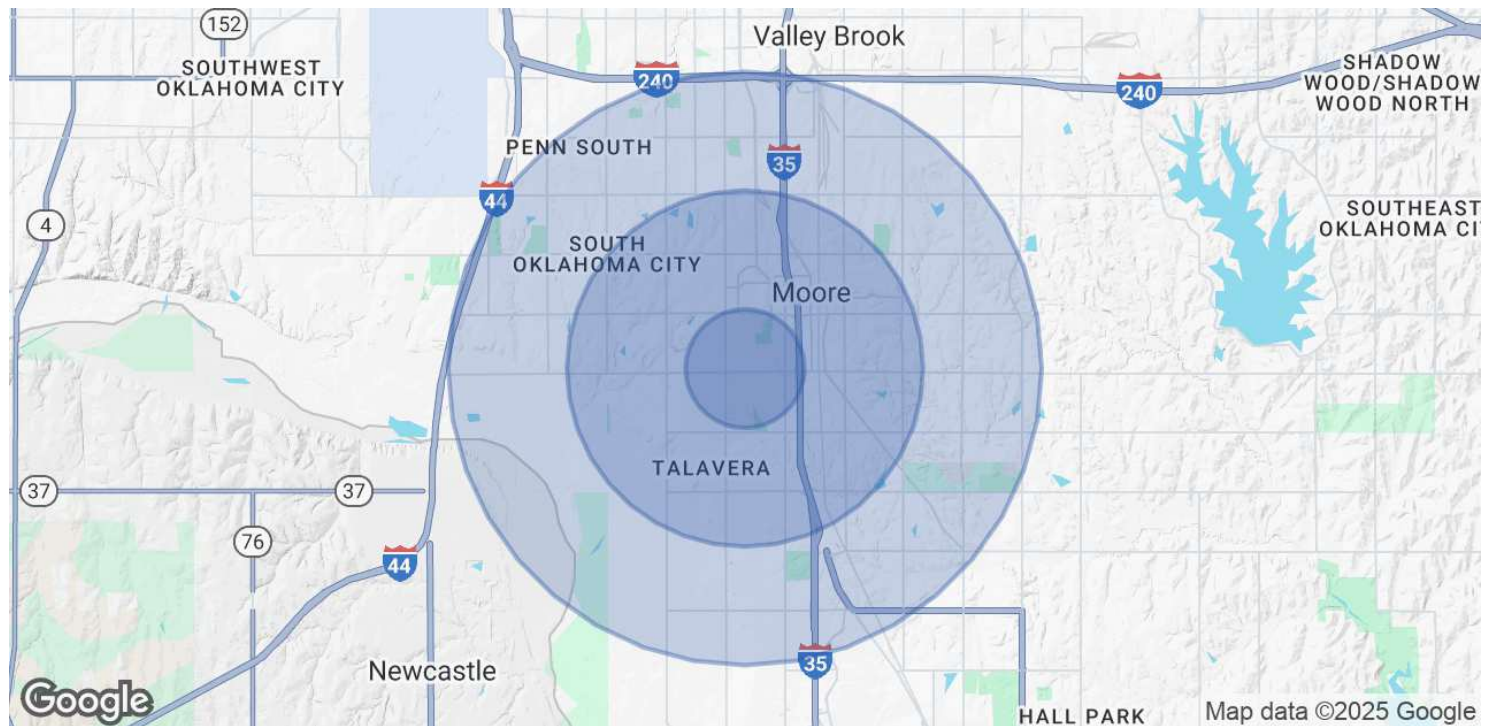 152
Valley Brook
SOUTHWEST
OKLAHOMA CITY
240
240
SHADOW
WOOD/SHADOW
WOOD NORTH
PENN SOUTH
35
44
4
SOUTHEAST
OKLAHOMA CI
SOUTH
OKLAHOMA CITY
Moore
TALAVERA
37
37
76
44
35
Newcastle
Google
HALL PARK
Map data ©2025 Google